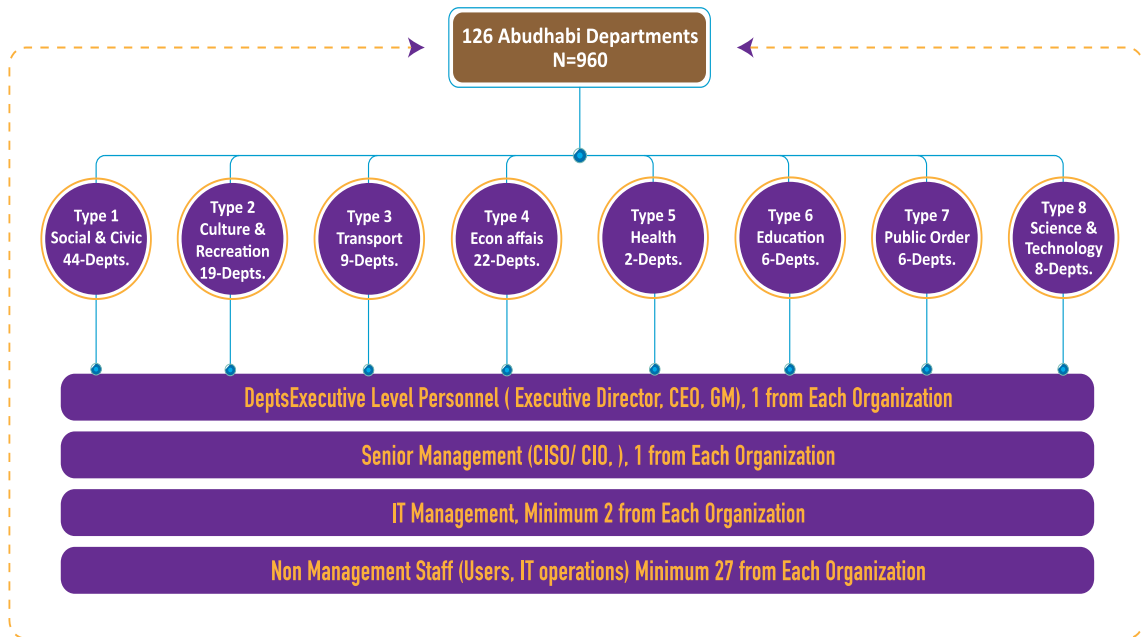 126 Abudhabi Departments
N=960
Type 1
Social & Civic
44-Depts.
Type 2
Culture &
Recreation
19-Depts.
Type 3
Transport
9-Depts.
Type 4
Econ affais
22-Depts.
Type 5
Health
2-Depts.
Type 6
Education
6-Depts.
Type 7
Public Order
6-Depts.
Type 8
Science &
Technology
8-Depts.
DeptsExecutive Level Personnel ( Executive Director, CEO, GM), 1 from Each Organization
Senior Management (CISO/ CIO, ), 1 from Each Organization
IT Management, Minimum 2 from Each Organization
Non Management Staff (Users, IT operations) Minimum 27 from Each Organization